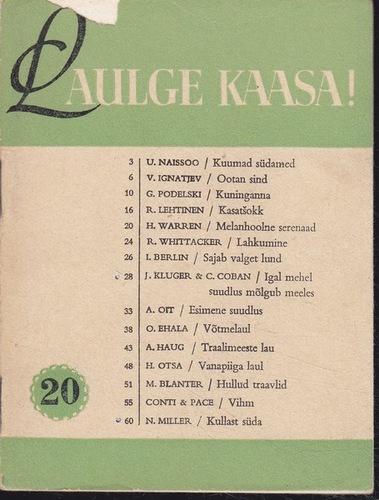 LAULGE KAASA!
3 U. NAISSOO / Kuumad südamed
6 V. IGNATJEV / Ootan sind
10 G. PODELSKI / Kuninganna
16 R. LEHTINEN / Kasatšokk
20 H. WARREN / Melanhoolne serenaad
24 R. WHITTACKER / Lahkumine
26 I. BERLIN / Sajab valget lund
28 J. KLUGER & C. COBAN / Igal mehel
suudlus mõlgub meeles
33 A. OIT / Esimene suudlus
38 O. EHALA / Võtmelaul
43 A. HAUG / Traalimeeste lau
48 H. OTSA / Vanapiiga laul
51 M. BLANTER / Hullud traavlid
55 CONTI & PACE / Vihm
60 N. MILLER / Kullast süda
20